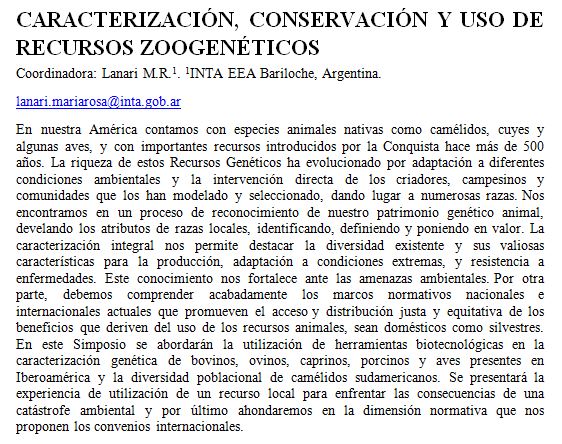 CARACTERIZACIÓN, CONSERVACIÓN Y USO DE
RECURSOS ZOOGENÉTICOS
Coordinadora: Lanari M.R.¹. ¹INTA EEA Bariloche, Argentina.
lanari.mariarosa@inta.gob.ar
En nuestra América contamos con especies animales nativas como camélidos, cuyes y
algunas aves, y con importantes recursos introducidos por la Conquista hace más de 500
años. La riqueza de estos Recursos Genéticos ha evolucionado por adaptación a diferentes
condiciones ambientales y la intervención directa de los criadores, campesinos y
comunidades que los han modelado y seleccionado, dando lugar a numerosas razas. Nos
encontramos en un proceso de reconocimiento de nuestro patrimonio genético animal,
develando los atributos de razas locales, identificando, definiendo y poniendo en valor. La
caracterización integral nos permite destacar la diversidad existente y sus valiosas
características para la producción, adaptación a condiciones extremas, y resistencia a
enfermedades. Este conocimiento nos fortalece ante las amenazas ambientales. Por otra
parte, debemos comprender acabadamente los marcos normativos nacionales e
internacionales actuales que promueven el acceso y distribución justa y equitativa de los
beneficios que deriven del uso de los recursos animales, sean domésticos como silvestres.
En este Simposio se abordarán la utilización de herramientas biotecnológicas en la
caracterización genética de bovinos, ovinos, caprinos, porcinos y aves presentes en
Iberoamérica y la diversidad poblacional de camélidos sudamericanos. Se presentará la
experiencia de utilización de un recurso local para enfrentar las consecuencias de una
catástrofe ambiental y por último ahondaremos en la dimensión normativa que nos
proponen los convenios internacionales.